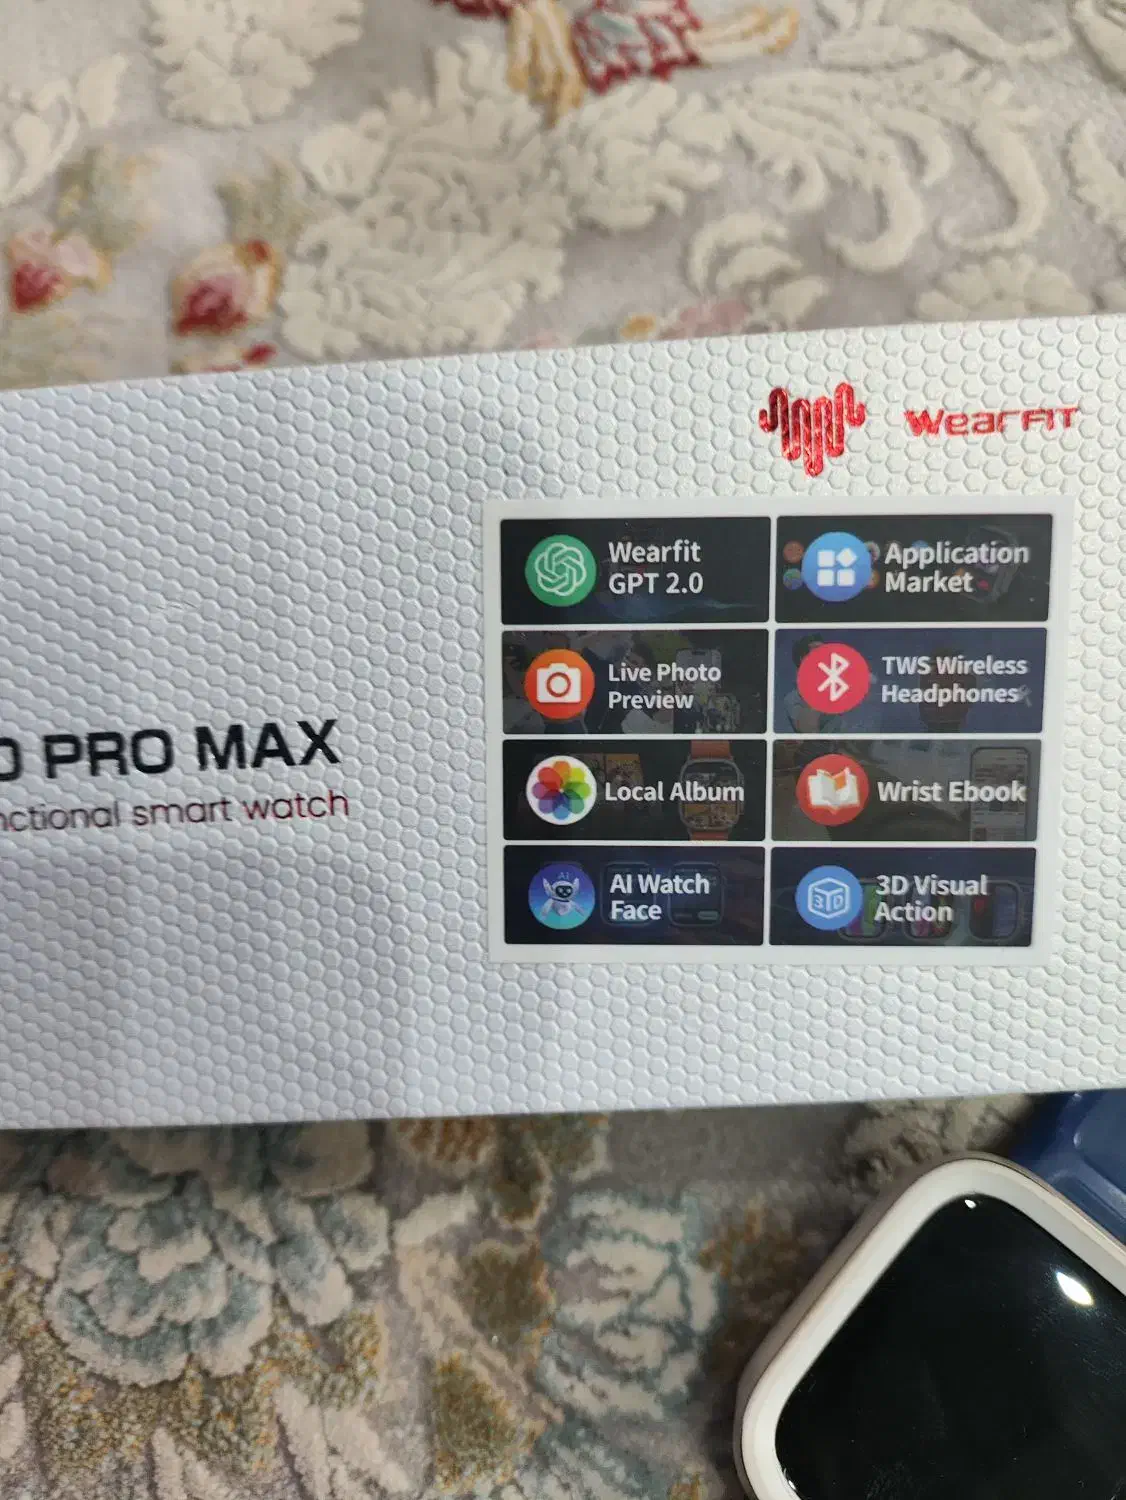 WearFIT
Wearfit
GPT 2.0
Application
Market
Live Photo
Preview
TWS Wireless
Headphones
PRO MAX
smart watch
Local Album
Wrist Ebook
AI Watch
Face
3D Visual
Action
3D